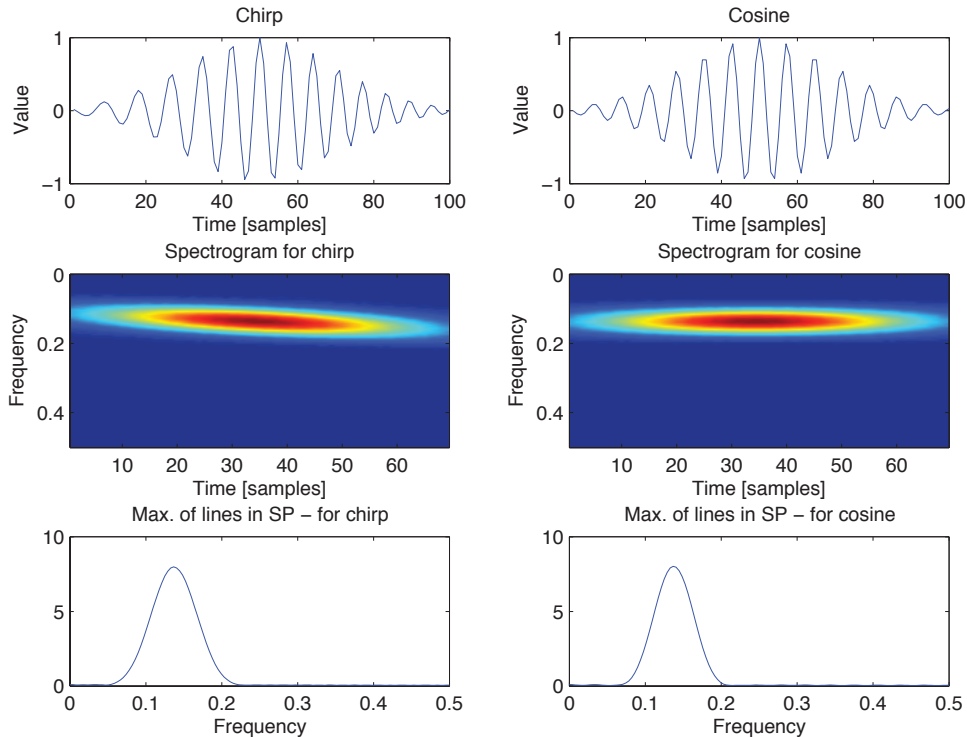 Chirp
1
0
−1
Value
0 20 40 60 80 100
Time [samples]
Cosine
1
0
−1
Value
0 20 40 60 80 100
Time [samples]
Spectrogram for chirp
0
0.2
0.4
Frequency
10 20 30 40 50 60
Time [samples]
Spectrogram for cosine
0
0.2
0.4
Frequency
10 20 30 40 50 60
Time [samples]
Max. of lines in SP − for chirp
10
5
0
0 0.1 0.2 0.3 0.4 0.5
Frequency
Max. of lines in SP − for cosine
10
5
0
0 0.1 0.2 0.3 0.4 0.5
Frequency